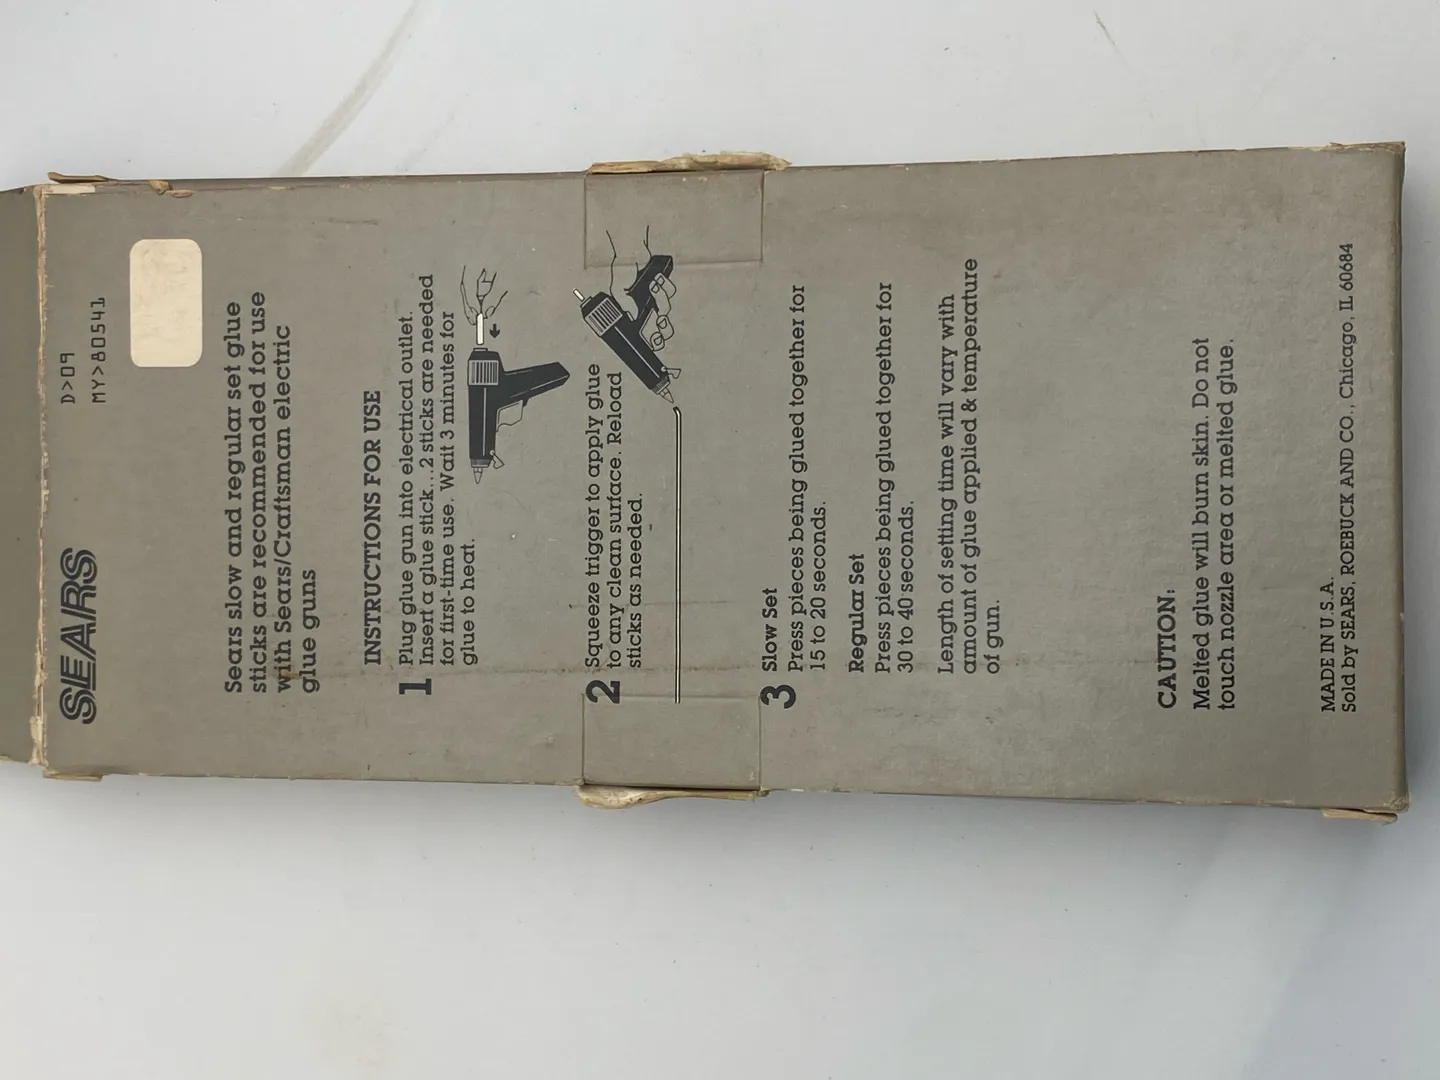 SEARS
D>09
MY>80541
Sears slow and regular set glue
sticks are recommended for use
with Sears/Craftsman electric
glue guns
INSTRUCTIONS FOR USE
1 Plug glue gun into electrical outlet.
Insert a glue stick...2 sticks are needed
for first-time use. Wait 3 minutes for
glue to heat.
2 Squeeze trigger to apply glue
to any clean surface. Reload
sticks as needed.
3 Slow Set
Press pieces being glued together for
15 to 20 seconds.
Regular Set
Press pieces being glued together for
30 to 40 seconds.
Length of setting time will vary with
amount of glue applied & temperature
of gun.
CAUTION:
Melted glue will burn skin. Do not
touch nozzle area or melted glue.
MADE IN U.S.A.
Sold by SEARS, ROEBUCK AND CO., Chicago, IL 60684